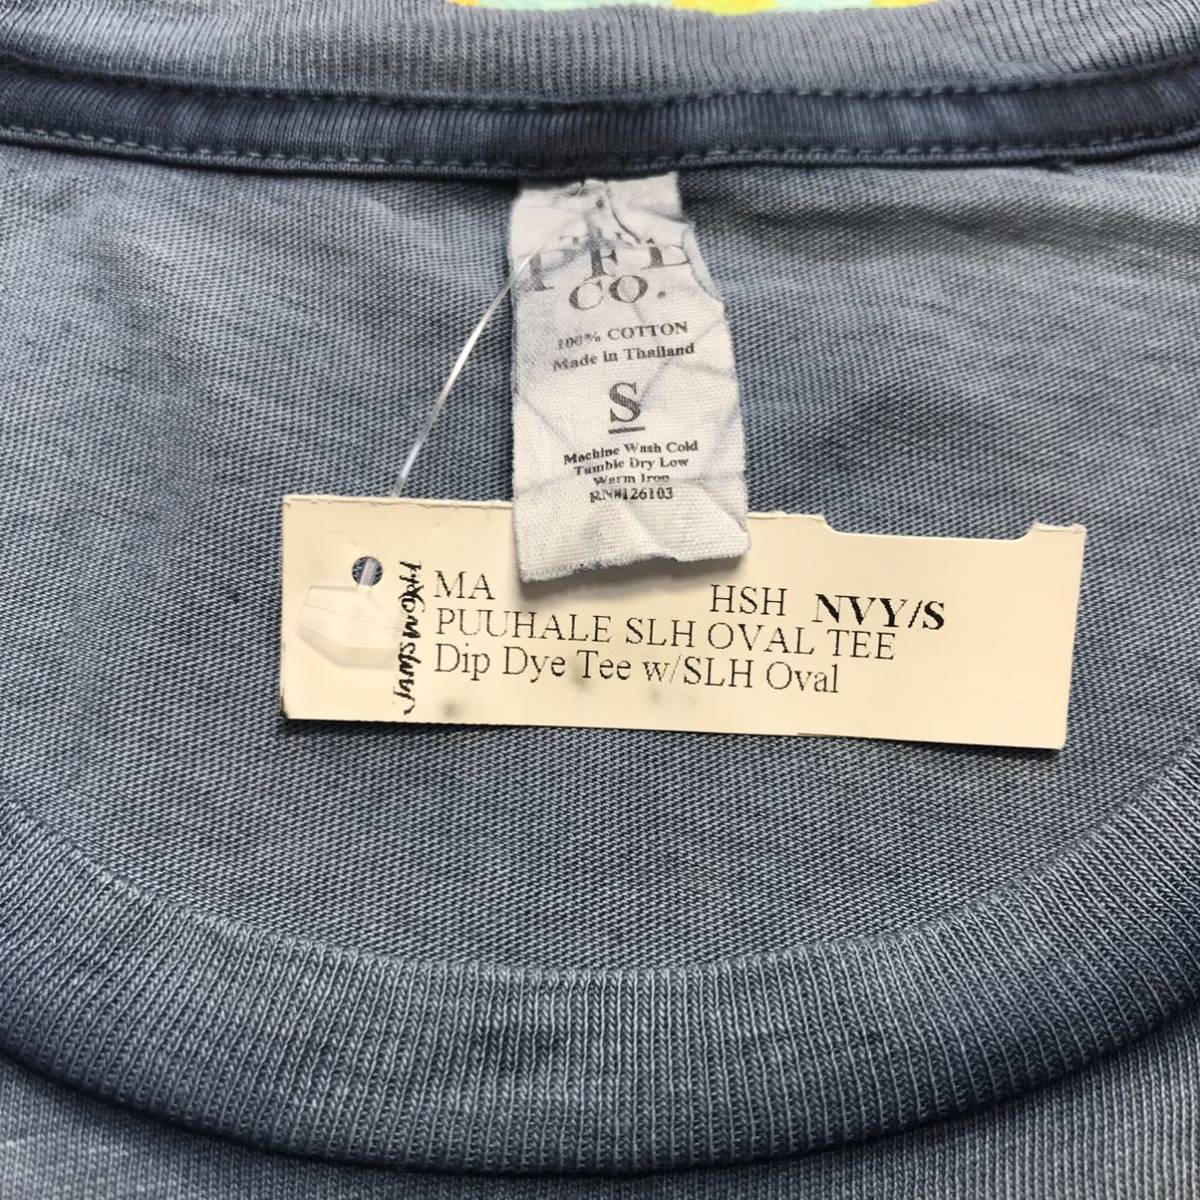 PFL
CO.
100% COTTON
Made in Thailand
S
Machine Wash Cold
Tumble Dry Low
Warm Iron
RN#126103
MA HSH NVY/S
PUUHALE SLH OVAL TEE
Dip Dye Tee w/SLH Oval